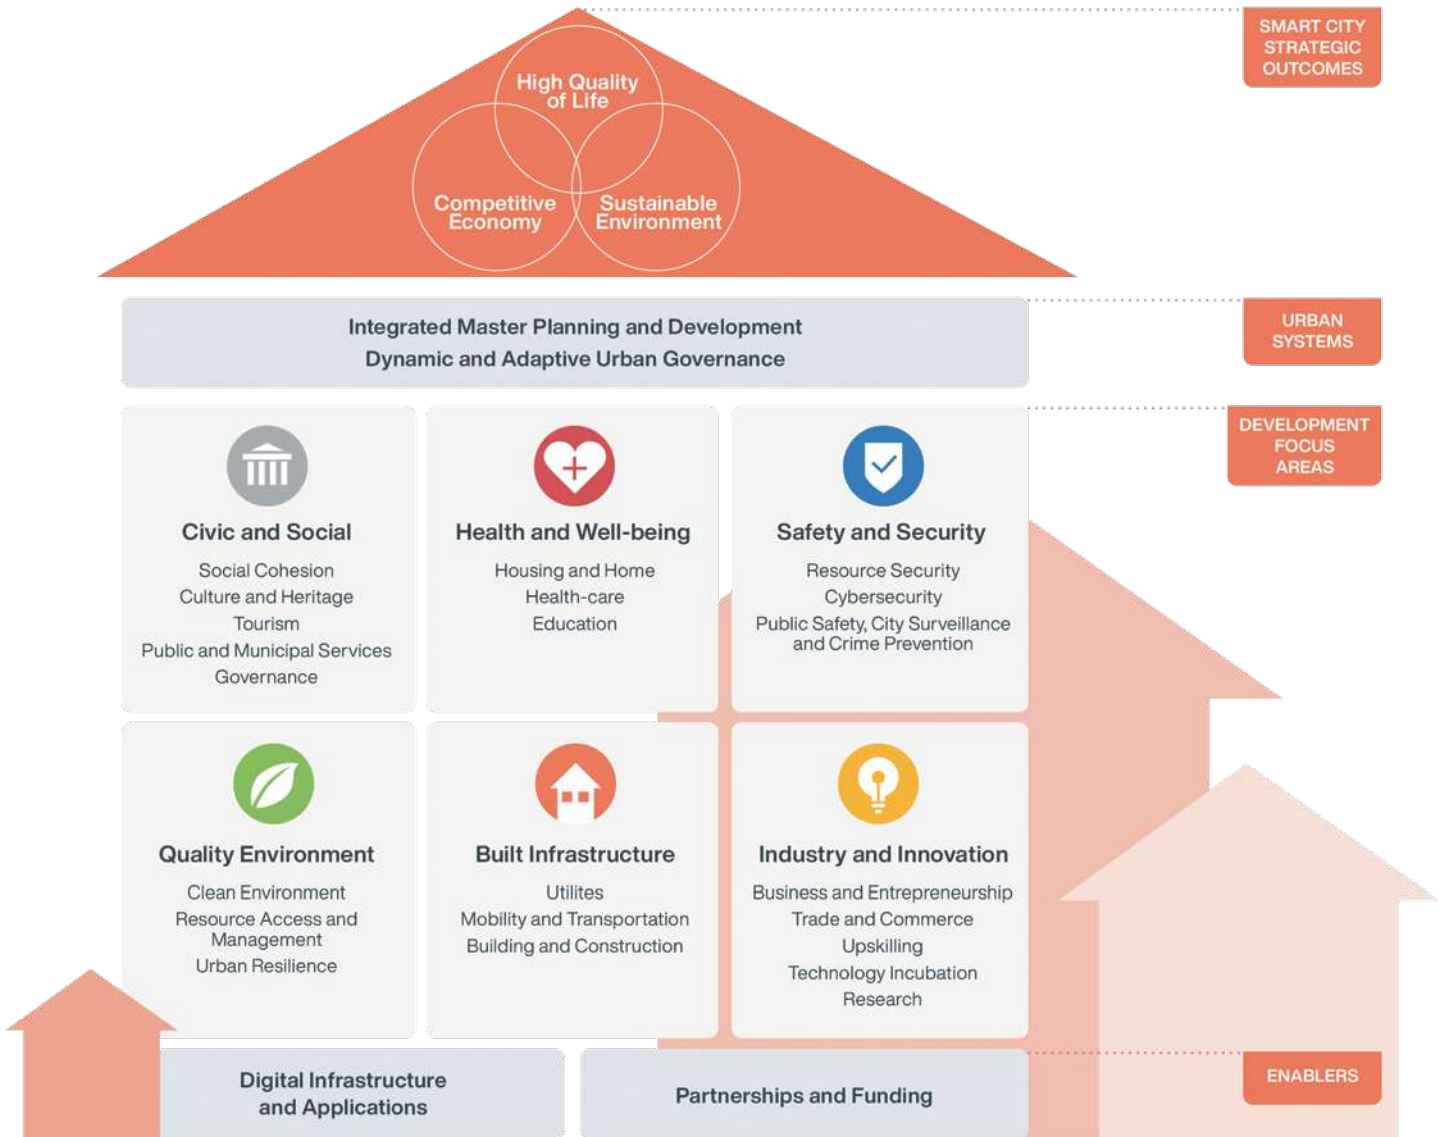 SMART CITY
STRATEGIC
OUTCOMES
High Quality
of Life
Competitive
Economy
Sustainable
Environment
Integrated Master Planning and Development
Dynamic and Adaptive Urban Governance
URBAN
SYSTEMS
DEVELOPMENT
FOCUS
AREAS
Civic and Social
Social Cohesion
Culture and Heritage
Tourism
Public and Municipal Services
Governance
Health and Well-being
Housing and Home
Health-care
Education
Safety and Security
Resource Security
Cybersecurity
Public Safety, City Surveillance
and Crime Prevention
Quality Environment
Clean Environment
Resource Access and
Management
Urban Resilience
Built Infrastructure
Utilites
Mobility and Transportation
Building and Construction
Industry and Innovation
Business and Entrepreneurship
Trade and Commerce
Upskilling
Technology Incubation
Research
Digital Infrastructure
and Applications
Partnerships and Funding
ENABLERS